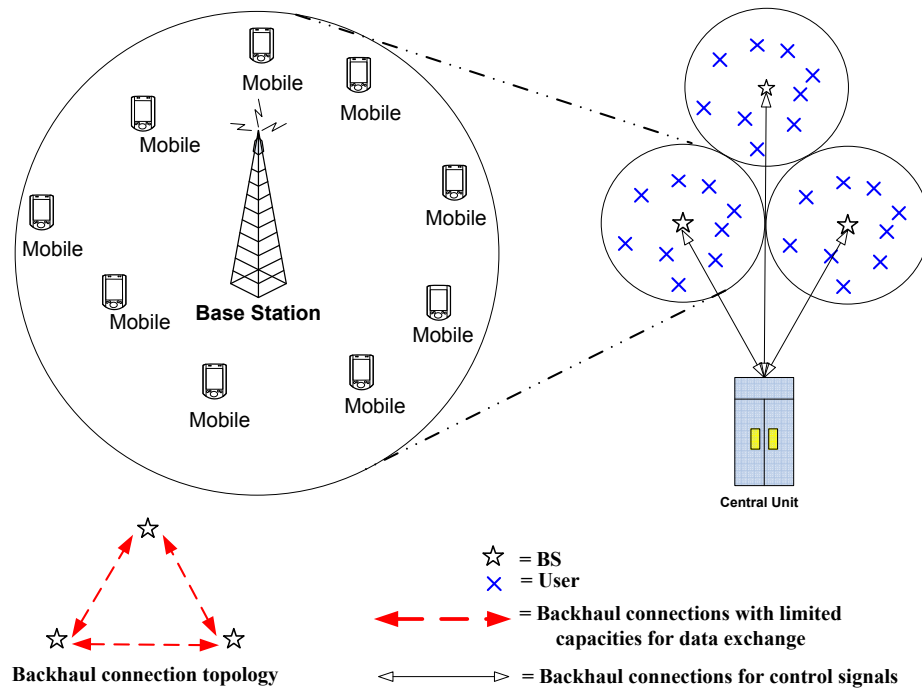 Mobile
Mobile
Mobile
Mobile
Mobile
Mobile
Mobile
Base Station
Mobile
Mobile
Central Unit
= BS
= User
= Backhaul connections with limited
capacities for data exchange
Backhaul connection topology
= Backhaul connections for control signals